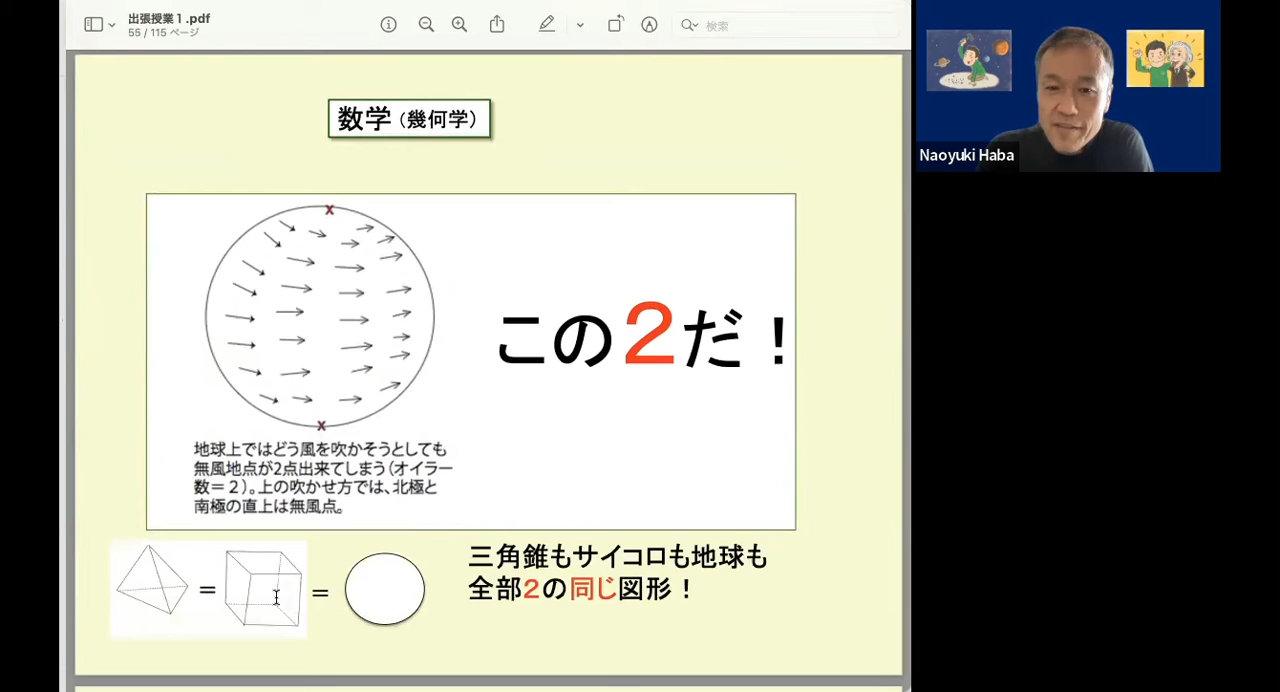 出張授業1.pdf
55 / 115 ページ
検索
数学(幾何学)
x
この2だ!
x
地球上ではどう風を吹かそうとしても
無風地点が2点出来てしまう(オイラー
数=2)。上の吹かせ方では、北極と
南極の直上は無風点。
= =
三角錐もサイコロも地球も
全部2の同じ図形!
Naoyuki Haba